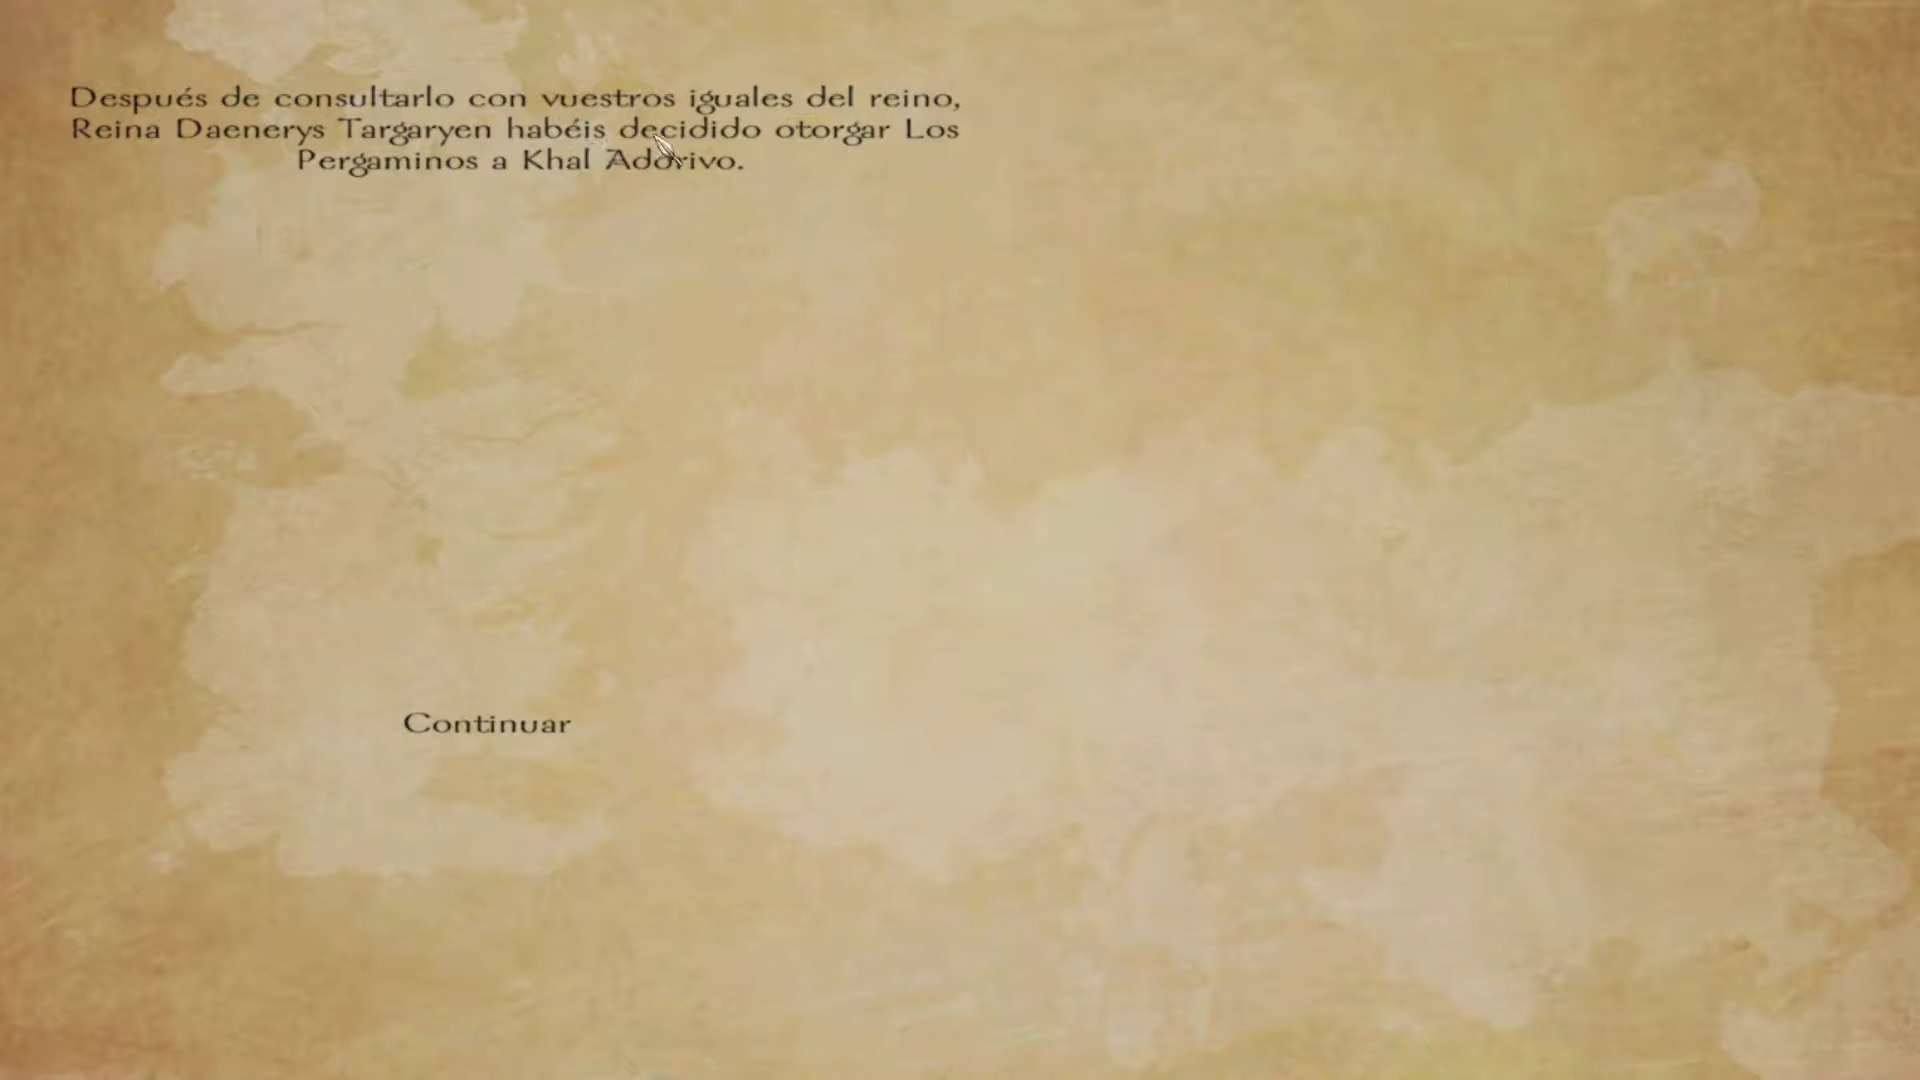 Después de consultarlo con vuestros iguales del reino,
Reina Daenerys Targaryen habéis decidido otorgar Los
Pergaminos a Khal Adorivo.
Continuar